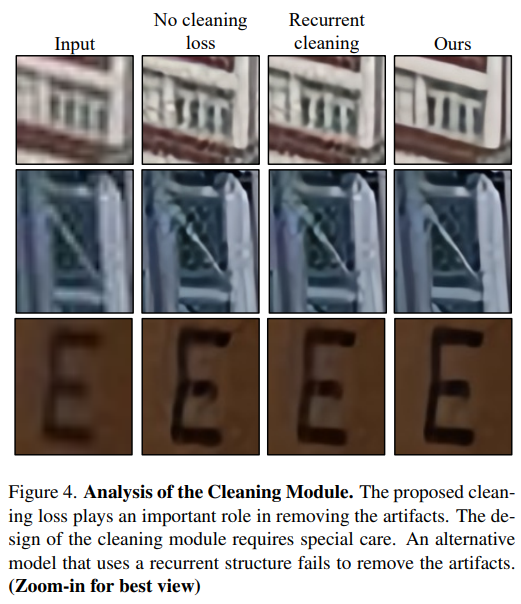 Input
No cleaning
loss
Recurrent
cleaning
Ours
E E E E
Figure 4. Analysis of the Cleaning Module. The proposed clean-
ing loss plays an important role in removing the artifacts. The de-
sign of the cleaning module requires special care. An alternative
model that uses a recurrent structure fails to remove the artifacts.
(Zoom-in for best view)